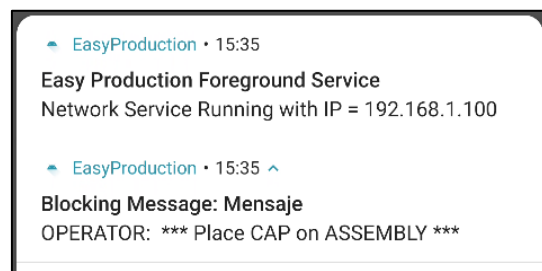 EasyProduction • 15:35
Easy Production Foreground Service
Network Service Running with IP = 192.168.1.100
EasyProduction • 15:35
Blocking Message: Mensaje
OPERATOR: *** Place CAP on ASSEMBLY ***